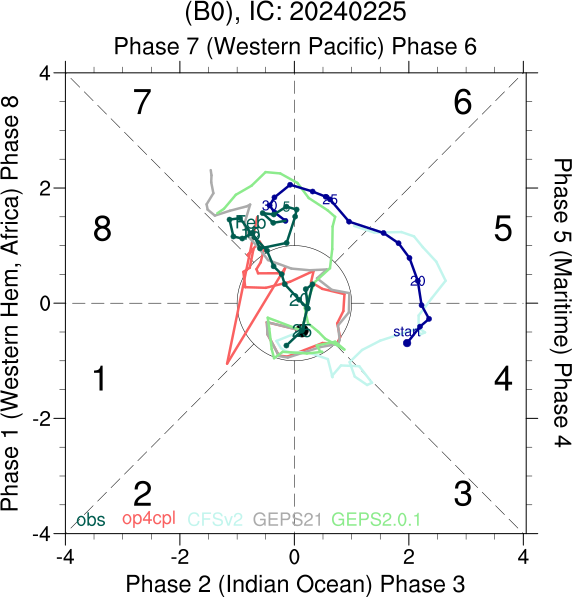 (B0), IC: 20240225
Phase 7 (Western Pacific) Phase 6
Phase 1 (Western Hem, Africa) Phase 8
Phase 5 (Maritime) Phase 4
4
2
0
-2
-4
7
6
8
5
1
4
2
3
30
5
25
Feb
20
20
start
25
obs op4cpl CFSv2 GEPS21 GEPS2.0.1
-4 -2 0 2 4
Phase 2 (Indian Ocean) Phase 3